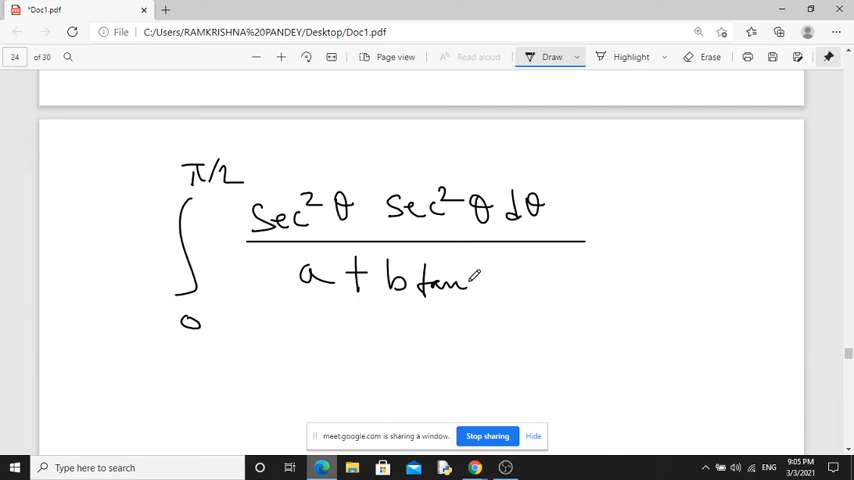 *Doc1.pdf
File C:/Users/RAMKRISHNA%20PANDEY/Desktop/Doc1.pdf
24 of 30 Page view Read aloud Draw Highlight Erase
π/2
sec² θ sec² θ dθ
∫
a + b tan
0
meet.google.com is sharing a window. Stop sharing Hide
Type here to search
ENG
9:05 PM
3/3/2021